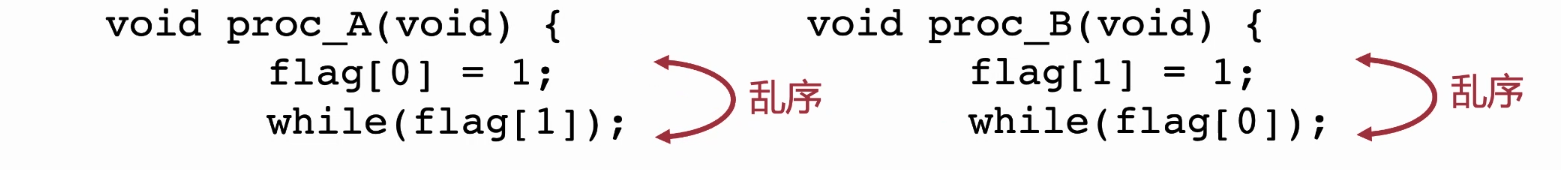 void proc_A(void) {
flag[0] = 1;
while(flag[1]);
乱序
void proc_B(void) {
flag[1] = 1;
while(flag[0]);
乱序